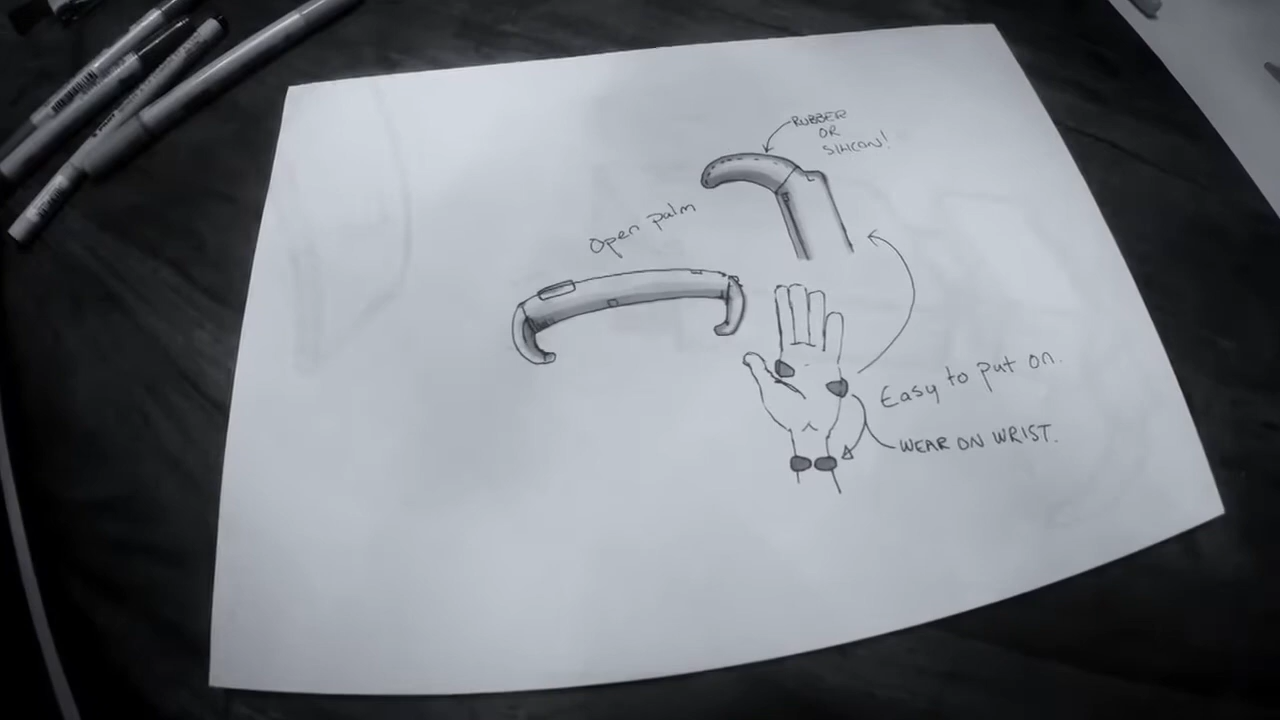 RUBBER
OR
SILICON!
Open palm
Easy to put on.
WEAR ON WRIST.